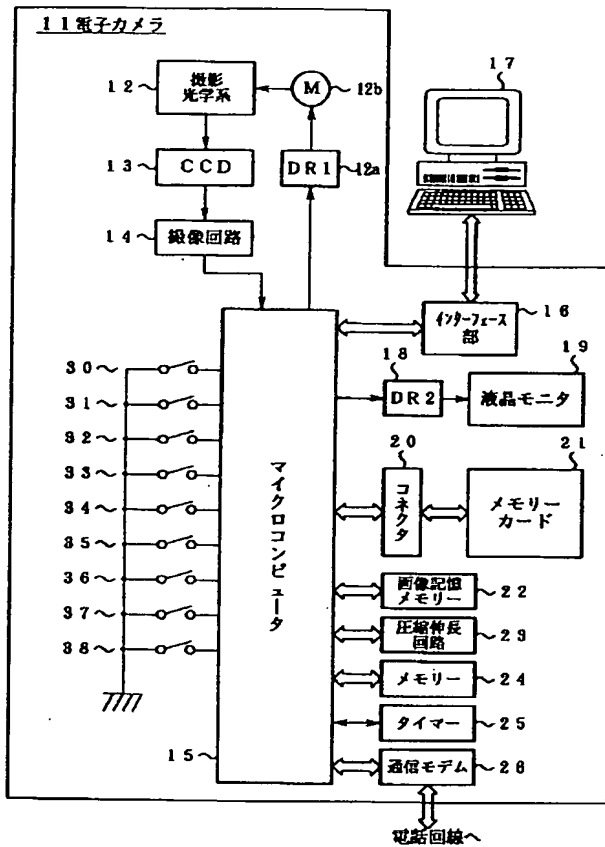 11電子カメラ
12
撮影
光学系
M
12b
17
13
CCD
DR1
12a
14
撮像回路
インターフェース
部
16
30
31
32
33
34
35
36
37
38
マイクロコンピュータ
15
18
DR2
19
液晶モニタ
20
コネクタ
21
メモリー
カード
画像記憶
メモリー
22
圧縮伸長
回路
23
メモリー
24
タイマー
25
通信モデム
26
電話回線へ